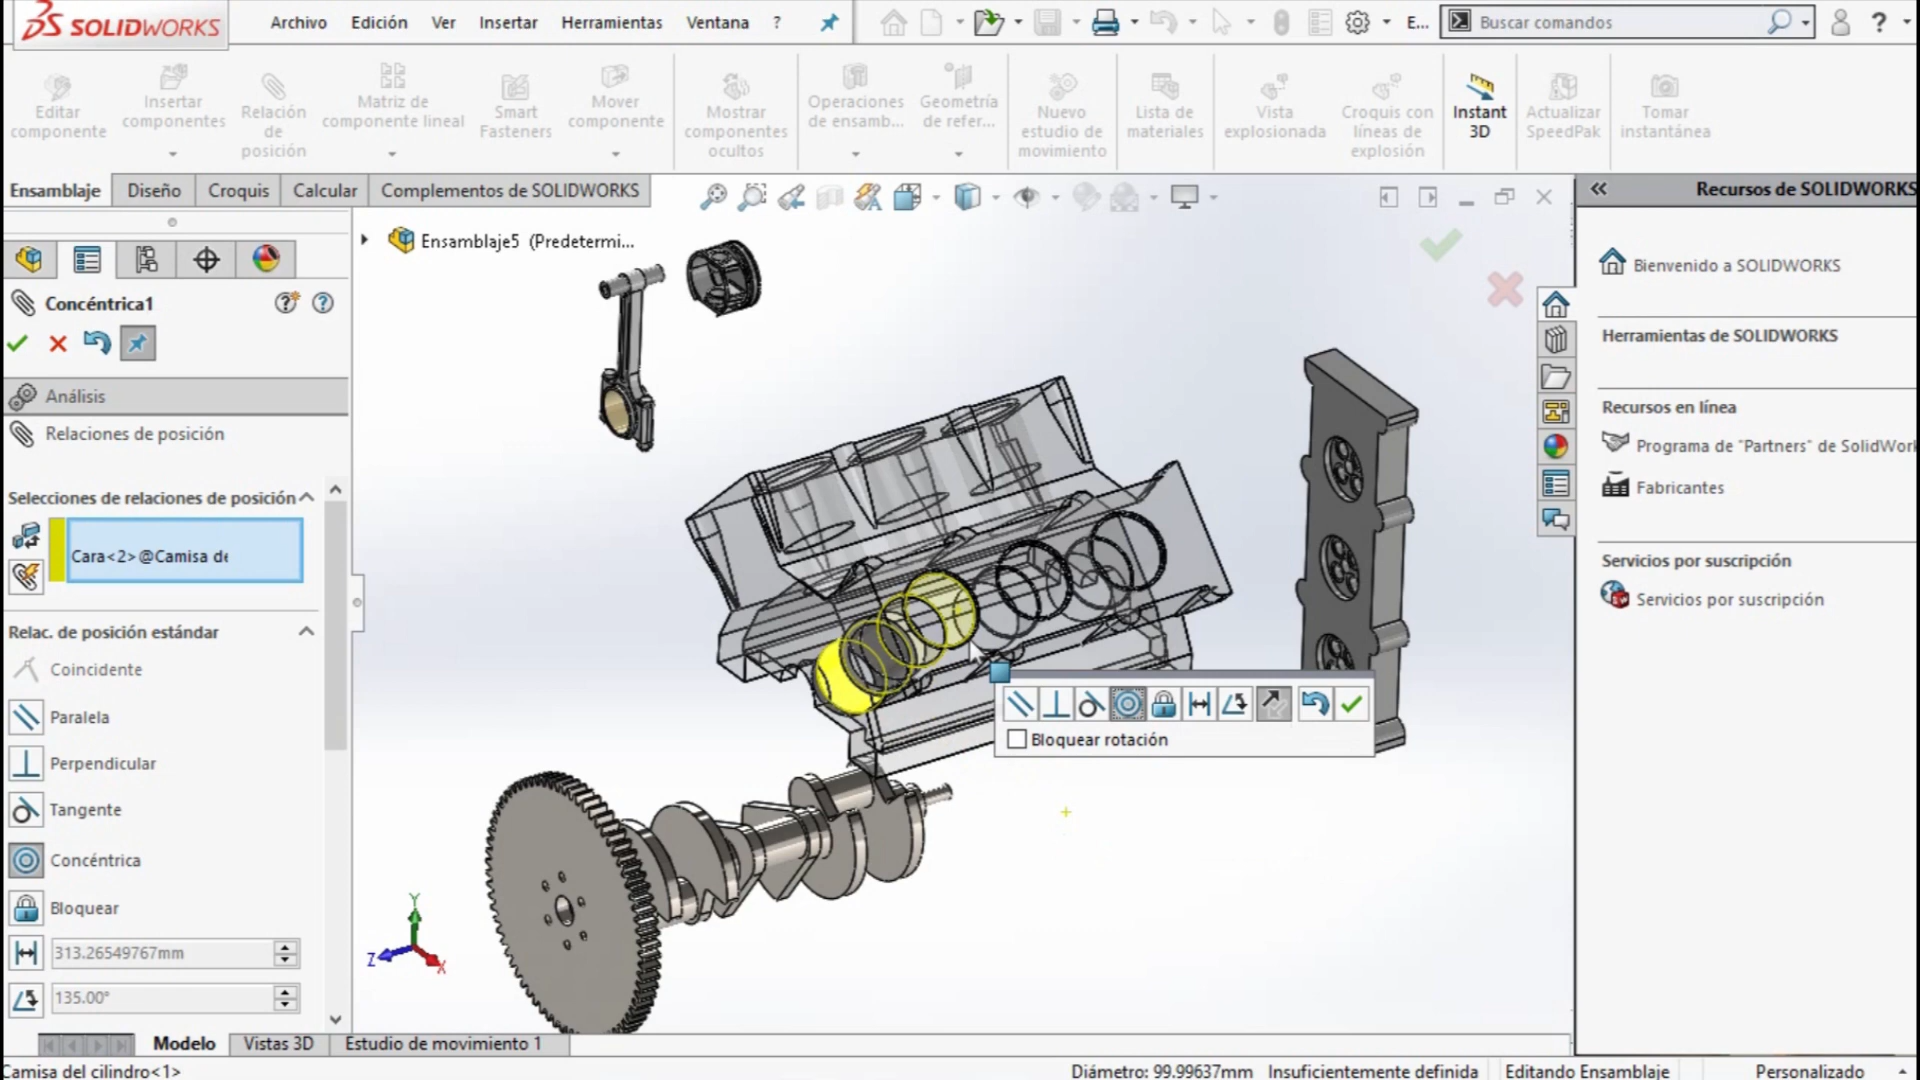 SOLIDWORKS
Archivo Edición Ver Insertar Herramientas Ventana ?
E...
Buscar comandos
?
Editar componente
Insertar componentes
Relación de posición
Matriz de componente lineal
Smart Fasteners
Mover componente
Mostrar componentes ocultos
Operaciones de ensamb...
Geometría de refer...
Nuevo estudio de movimiento
Lista de materiales
Vista explosionada
Croquis con líneas de explosión
Instant 3D
Actualizar SpeedPak
Tomar instantánea
Ensamblaje Diseño Croquis Calcular Complementos de SOLIDWORKS
Recursos de SOLIDWORKS
Ensamblaje5 (Predetermi...
Concéntrica1
Análisis
Relaciones de posición
Selecciones de relaciones de posición
Cara<2>@Camisa de
Relac. de posición estándar
Coincidente
Paralela
Perpendicular
Tangente
Concéntrica
Bloquear
313.26549767mm
135.00°
Bloquear rotación
Y
Z
X
Bienvenido a SOLIDWORKS
Herramientas de SOLIDWORKS
Recursos en línea
Programa de "Partners" de SolidWor
Fabricantes
Servicios por suscripción
Servicios por suscripción
Modelo Vistas 3D Estudio de movimiento 1
Camisa del cilindro<1>
Diámetro: 99.99637mm Insuficientemente definida Editando Ensamblaje Personalizado